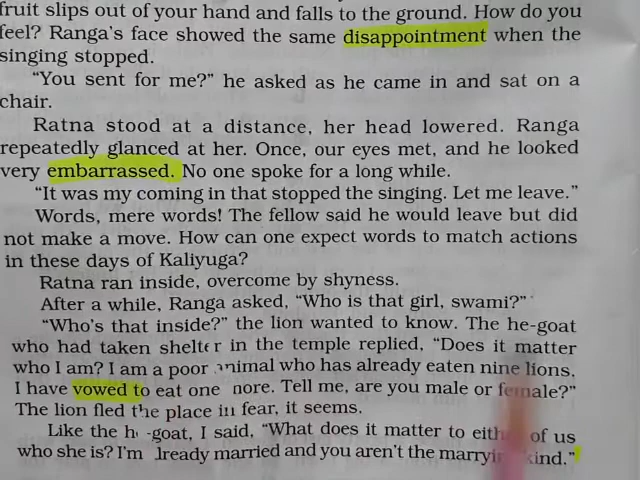 fruit slips out of your hand and falls to the ground. How do you
feel? Ranga's face showed the same disappointment when the
singing stopped.
"You sent for me?" he asked as he came in and sat on a
chair.
Ratna stood at a distance, her head lowered. Ranga
repeatedly glanced at her. Once, our eyes met, and he looked
very embarrassed. No one spoke for a long while.
"It was my coming in that stopped the singing. Let me leave."
Words, mere words! The fellow said he would leave but did
not make a move. How can one expect words to match actions
in these days of Kaliyuga?
Ratna ran inside, overcome by shyness.
After a while, Ranga asked, "Who is that girl, swami?"
"Who's that inside?" the lion wanted to know. The he-goat
who had taken shelter in the temple replied, "Does it matter
who I am? I am a poor animal who has already eaten nine lions.
I have vowed to eat one more. Tell me, are you male or female?"
The lion fled the place in fear, it seems.
Like the he-goat, I said, "What does it matter to either of us
who she is? I'm already married and you aren't the marrying kind."